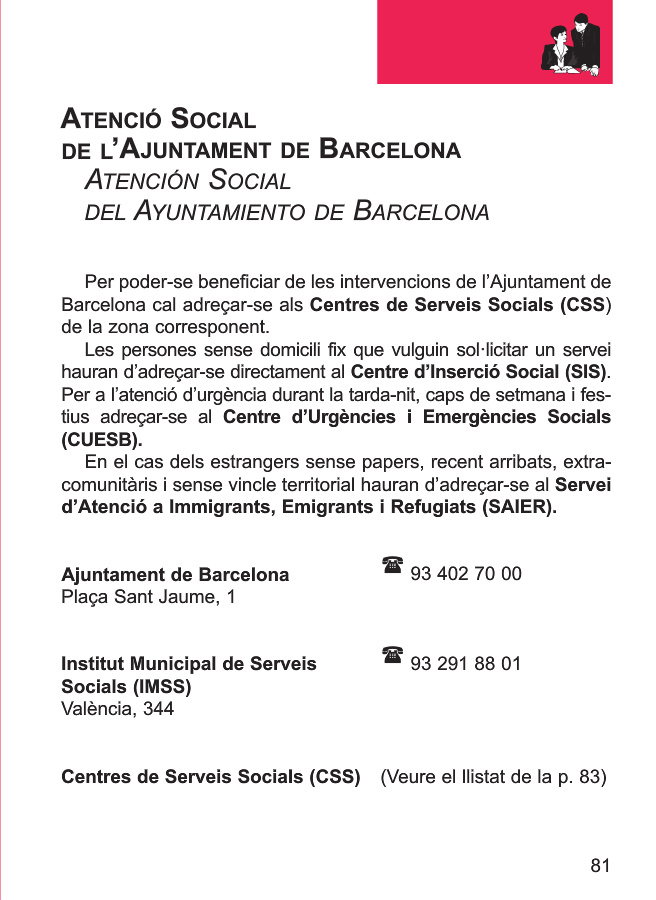 ATENCIÓ SOCIAL
DE L’AJUNTAMENT DE BARCELONA
ATENCIÓN SOCIAL
DEL AYUNTAMIENTO DE BARCELONA
Per poder-se beneficiar de les intervencions de l’Ajuntament de
Barcelona cal adreçar-se als Centres de Serveis Socials (CSS)
de la zona corresponent.
Les persones sense domicili fix que vulguin sol·licitar un servei
hauran d’adreçar-se directament al Centre d’Inserció Social (SIS).
Per a l’atenció d’urgència durant la tarda-nit, caps de setmana i fes-
tius adreçar-se al Centre d’Urgències i Emergències Socials
(CUESB).
En el cas dels estrangers sense papers, recent arribats, extra-
comunitàris i sense vincle territorial hauran d’adreçar-se al Servei
d’Atenció a Immigrants, Emigrants i Refugiats (SAIER).
Ajuntament de Barcelona ☎ 93 402 70 00
Plaça Sant Jaume, 1
Institut Municipal de Serveis ☎ 93 291 88 01
Socials (IMSS)
València, 344
Centres de Serveis Socials (CSS) (Veure el llistat de la p. 83)
81